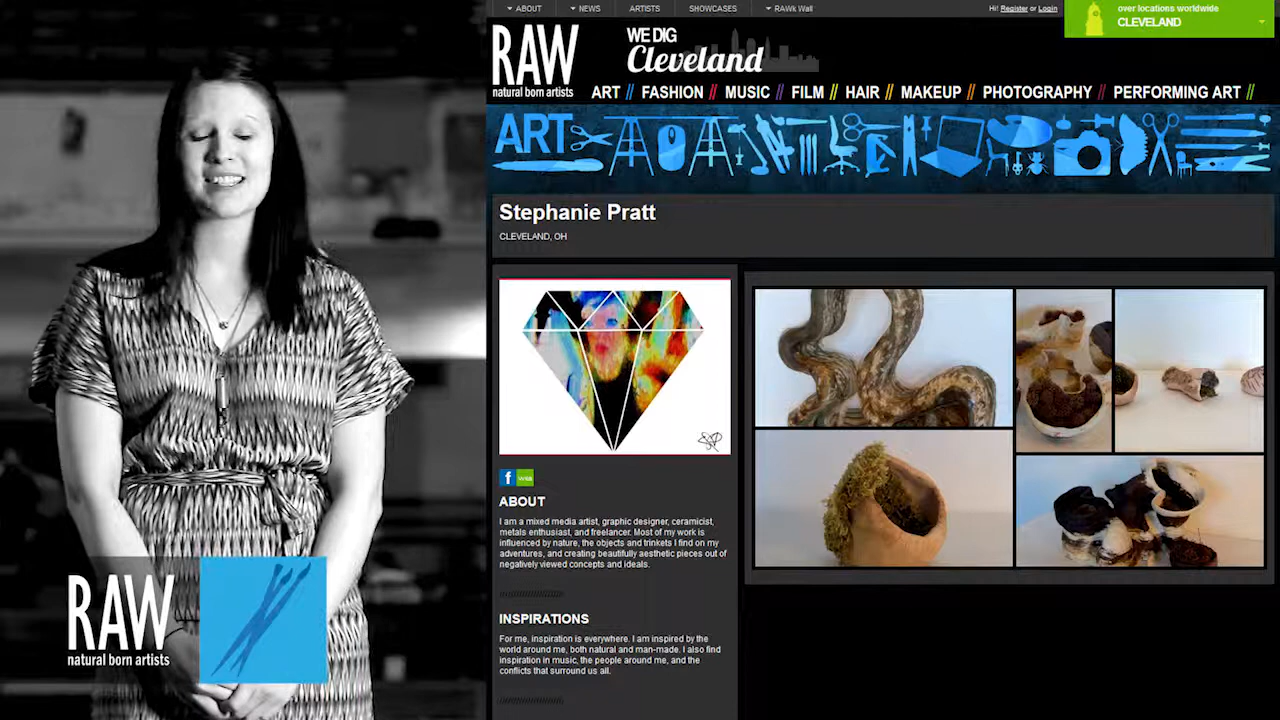 ABOUT NEWS ARTISTS SHOWCASES RAWk Wall Hi! Register or Login
over locations worldwide
CLEVELAND
RAW
natural born artists
WE DIG
Cleveland
ART // FASHION // MUSIC // FILM // HAIR // MAKEUP // PHOTOGRAPHY // PERFORMING ART //
ART
Stephanie Pratt
CLEVELAND, OH
f WEB
ABOUT
I am a mixed media artist, graphic designer, ceramicist,
metals enthusiast, and freelancer. Most of my work is
influenced by nature, the objects and trinkets I find on my
adventures, and creating beautifully aesthetic pieces out of
negatively viewed concepts and ideals.
INSPIRATIONS
For me, inspiration is everywhere. I am inspired by the
world around me, both natural and man-made. I also find
inspiration in music, the people around me, and the
conflicts that surround us all.
RAW
natural born artists